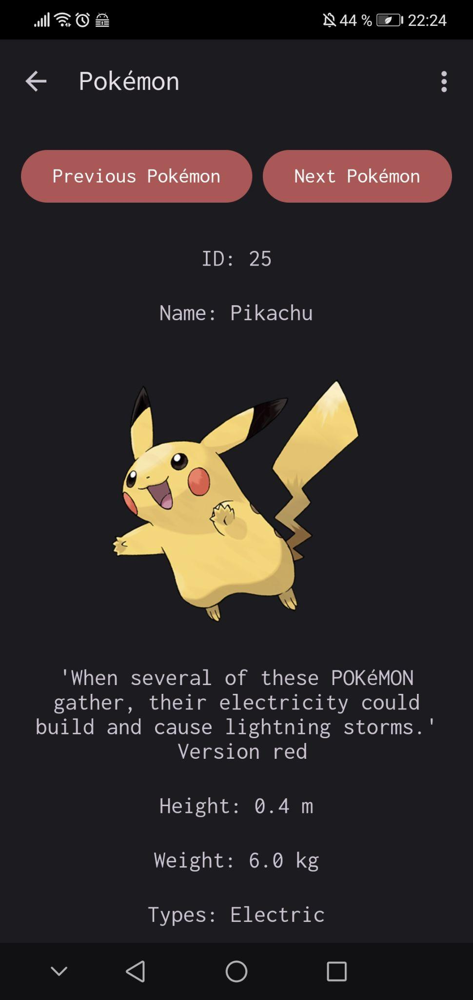 44 % 22:24
Pokémon
Previous Pokémon Next Pokémon
ID: 25
Name: Pikachu
'When several of these POKéMON
gather, their electricity could
build and cause lightning storms.'
Version red
Height: 0.4 m
Weight: 6.0 kg
Types: Electric